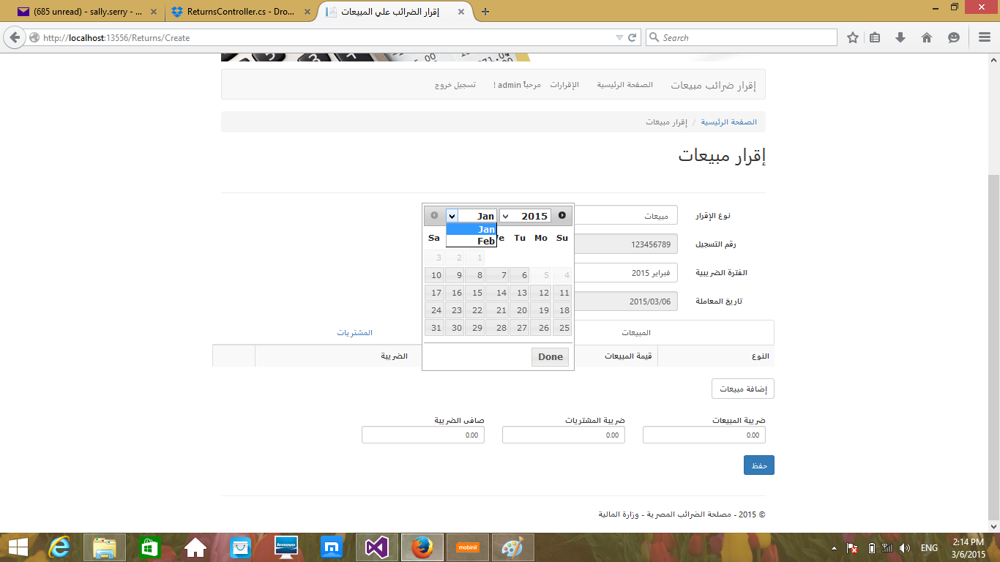 (685 unread) - sally.serry - ...
ReturnsController.cs - Dro...
إقرار الضرائب علي المبيعات
http://localhost:13556/Returns/Create
Search
إقرار ضرائب مبيعات
الصفحة الرئيسية
الإقرارات
مرحباً admin !
تسجيل خروج
الصفحة الرئيسية / إقرار مبيعات
إقرار مبيعات
نوع الإقرار
مبيعات
رقم التسجيل
123456789
الفترة الضريبية
فبراير 2015
تاريخ المعاملة
2015/03/06
2015 Jan
Jan
Feb
Su Mo Tu We Sa
1 2 3
4 5 6 7 8 9 10
11 12 13 14 15 16 17
18 19 20 21 22 23 24
25 26 27 28 29 30 31
Done
المبيعات
المشتريات
النوع
قيمة المبيعات
الضريبة
إضافة مبيعات
ضريبة المبيعات
ضريبة المشتريات
صافى الضريبة
0.00
0.00
0.00
حفظ
© 2015 - مصلحة الضرائب المصرية - وزارة المالية
lenovo
mobinil
ENG
2:14 PM
3/6/2015